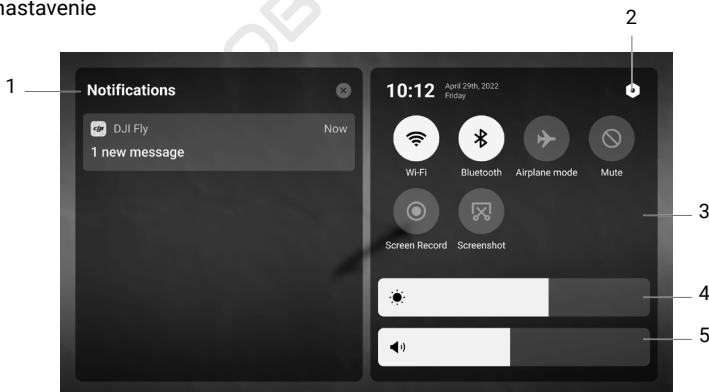 nastavenie
2
1
Notifications
10:12
April 29th, 2022
Friday
dji
DJI Fly
Now
1 new message
Wi-Fi
Bluetooth
Airplane mode
Mute
3
Screen Record
Screenshot
4
5